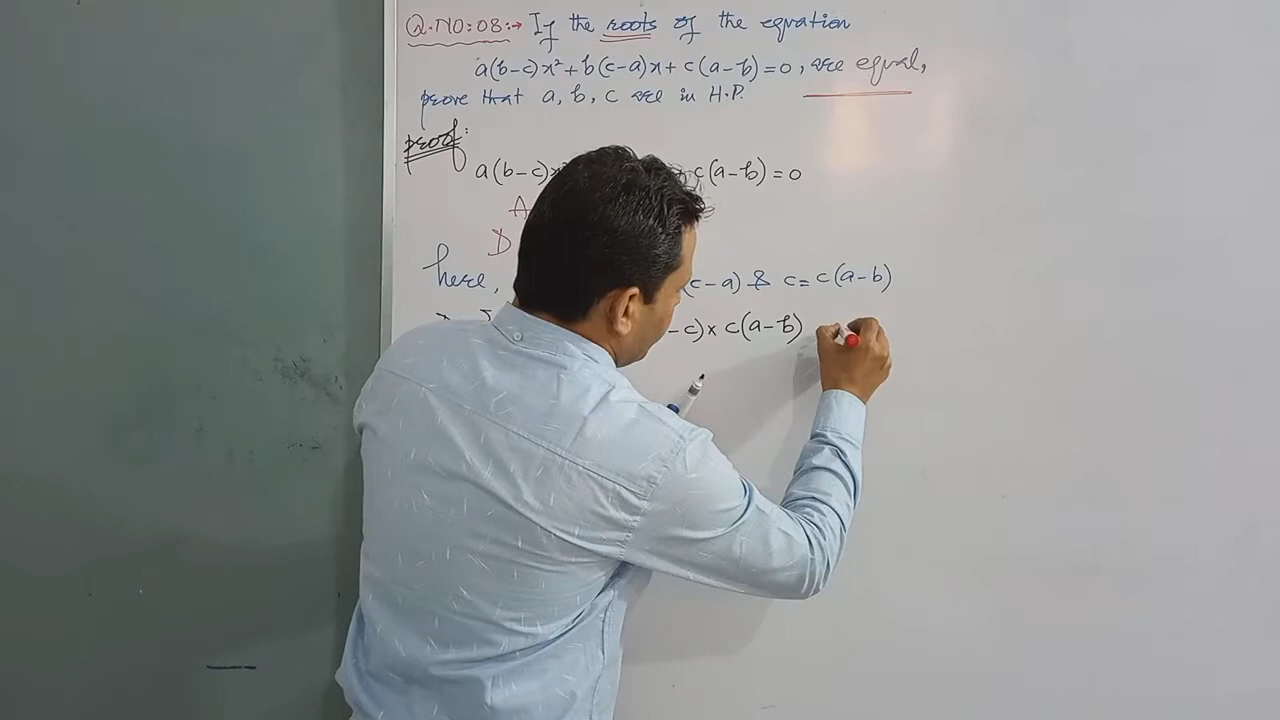 Q.NO:08:→ If the roots of the equation
a(b-c)x²+b(c-a)x+c(a-b)=0, are equal,
prove that a, b, c are in H.P.
proof:
a(b-c)x c(a-b)=0
A
D
here, (c-a) & c=c(a-b)
-c)×c(a-b)